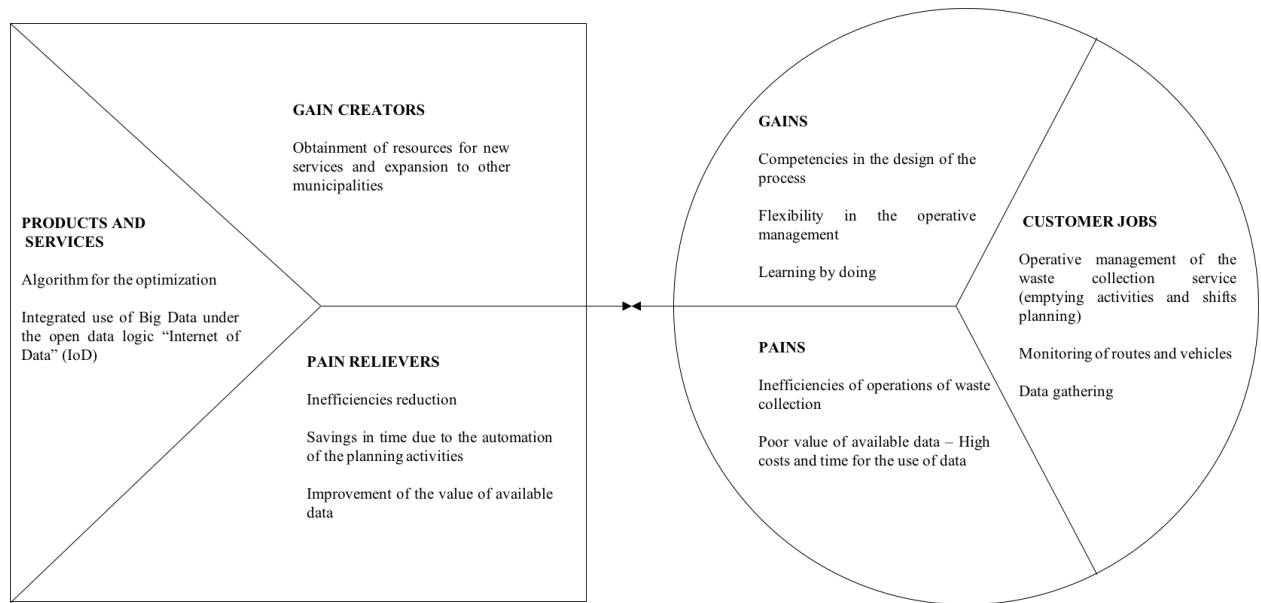 GAIN CREATORS
Obtainment of resources for new
services and expansion to other
municipalities
PRODUCTS AND
SERVICES
Algorithm for the optimization
Integrated use of Big Data under
the open data logic “Internet of
Data” (IoD)
PAIN RELIEVERS
Inefficiencies reduction
Savings in time due to the automation
of the planning activities
Improvement of the value of available
data
GAINS
Competencies in the design of the
process
Flexibility in the operative
management
Learning by doing
PAINS
Inefficiencies of operations of waste
collection
Poor value of available data – High
costs and time for the use of data
CUSTOMER JOBS
Operative management of the
waste collection service
(emptying activities and shifts
planning)
Monitoring of routes and vehicles
Data gathering